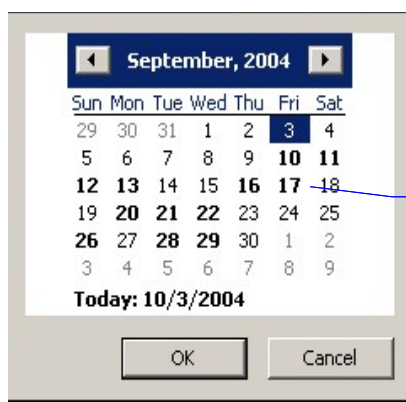 September, 2004
Sun Mon Tue Wed Thu Fri Sat
29 30 31 1 2 3 4
5 6 7 8 9 10 11
12 13 14 15 16 17 18
19 20 21 22 23 24 25
26 27 28 29 30 1 2
3 4 5 6 7 8 9
Today: 10/3/2004
OK Cancel